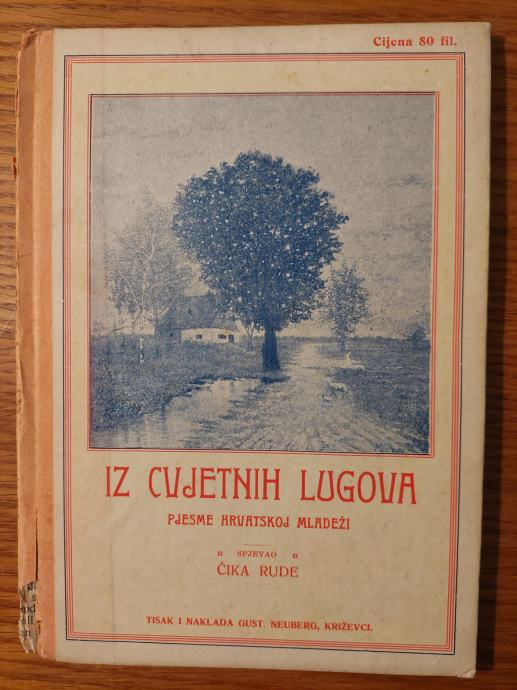 Cijena 80 fil.
IZ CVJETNIH LUGOVA
PJESME HRVATSKOJ MLADEŽI
SPJEVAO
ČIKA RUDE
TISAK I NAKLADA GUST. NEUBERG, KRIŽEVCI.